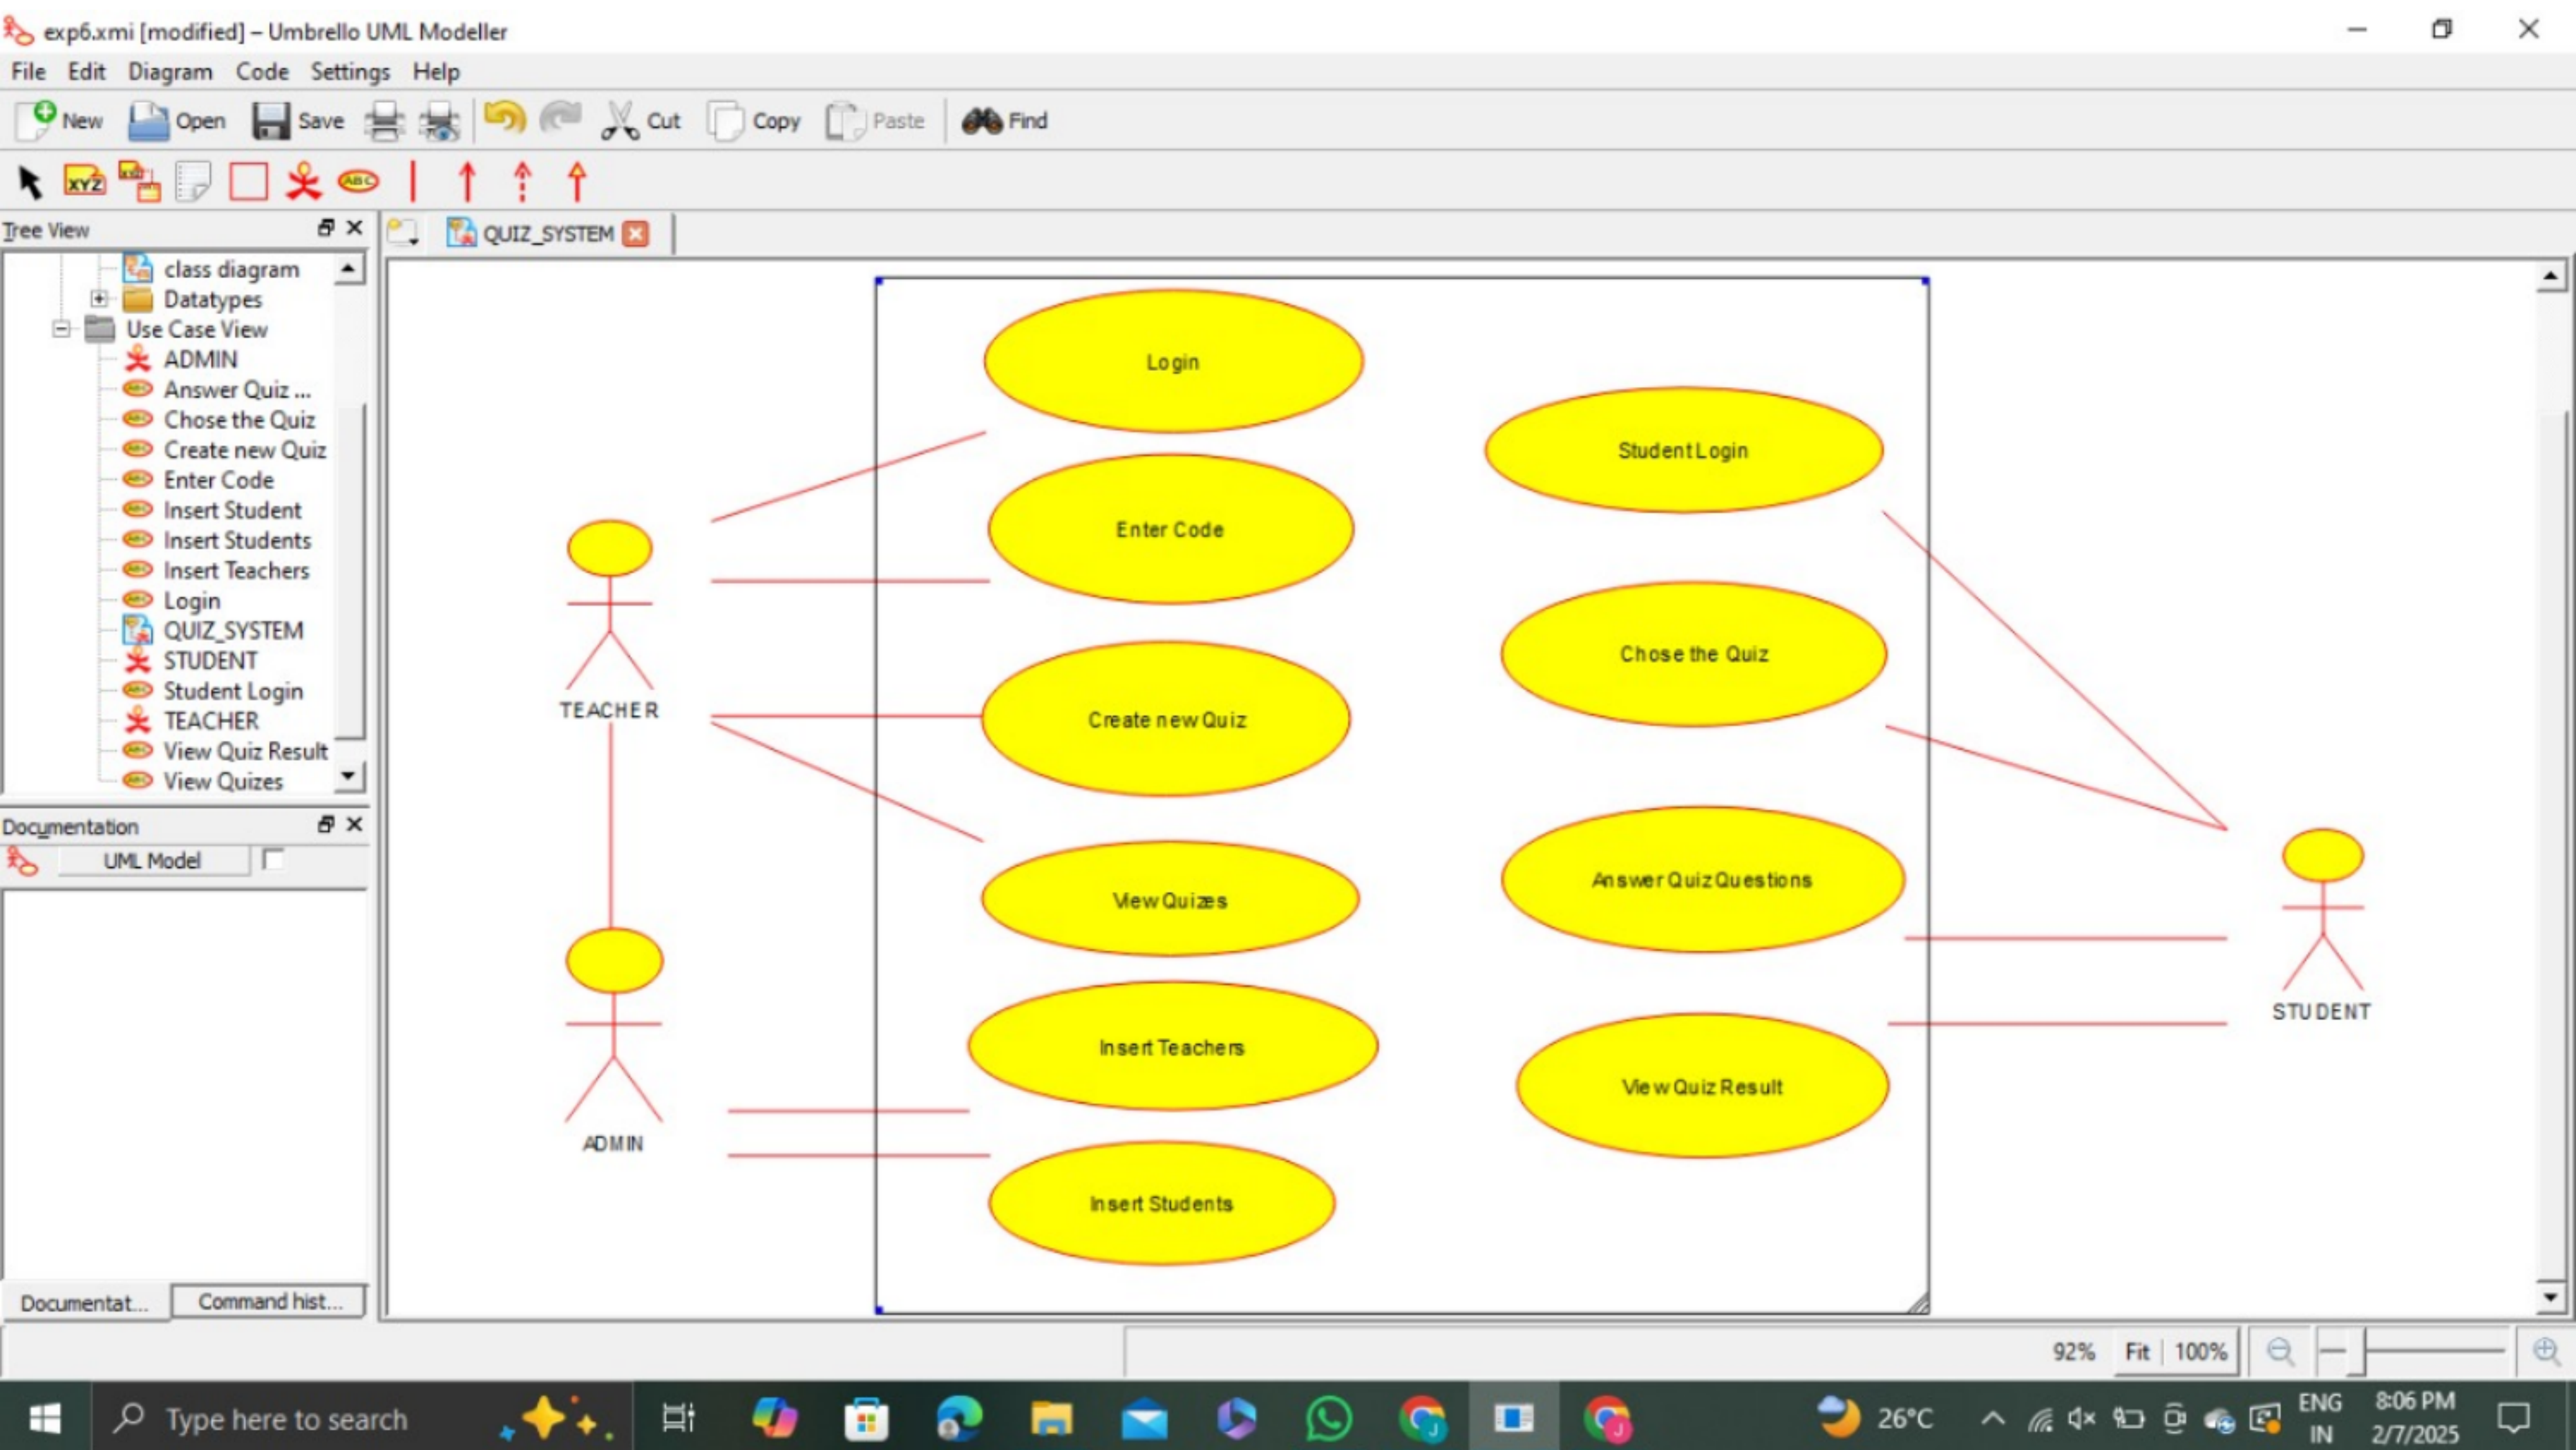 exp6.xmi [modified] – Umbrello UML Modeller
File Edit Diagram Code Settings Help
New Open Save Cut Copy Paste Find
XYZ XYZ ABC
Tree View
QUIZ_SYSTEM
class diagram
Datatypes
Use Case View
ADMIN
Answer Quiz ...
Chose the Quiz
Create new Quiz
Enter Code
Insert Student
Insert Students
Insert Teachers
Login
QUIZ_SYSTEM
STUDENT
Student Login
TEACHER
View Quiz Result
View Quizes
Documentation
UML Model
Documentat...
Command hist...
Login
Enter Code
Create new Quiz
View Quizes
Insert Teachers
Insert Students
Student Login
Chose the Quiz
Answer Quiz Questions
View Quiz Result
TEACHER
ADMIN
STUDENT
92% Fit 100%
Type here to search
26°C
ENG
IN
8:06 PM
2/7/2025